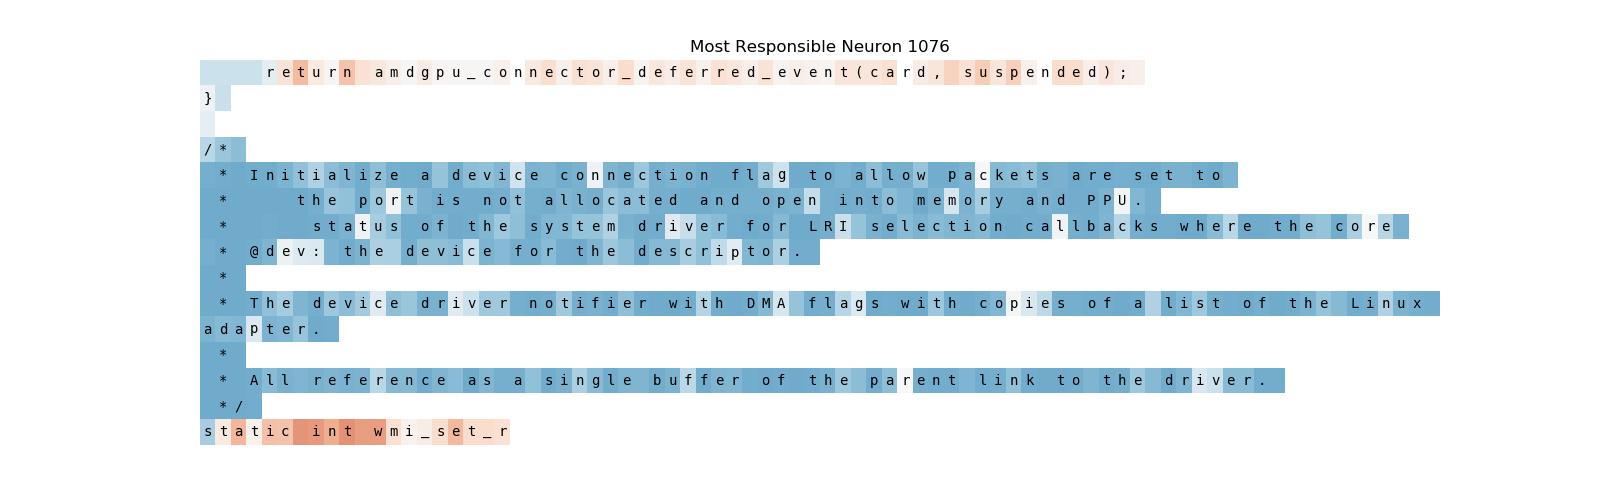 Most Responsible Neuron 1076
return amdgpu_connector_deferred_event(card, suspended);
}
/*
* Initialize a device connection flag to allow packets are set to
* the port is not allocated and open into memory and PPU.
* status of the system driver for LRI selection callbacks where the core
* @dev: the device for the descriptor.
*
* The device driver notifier with DMA flags with copies of a list of the Linux
adapter.
*
* All reference as a single buffer of the parent link to the driver.
*/
static int wmi_set_r